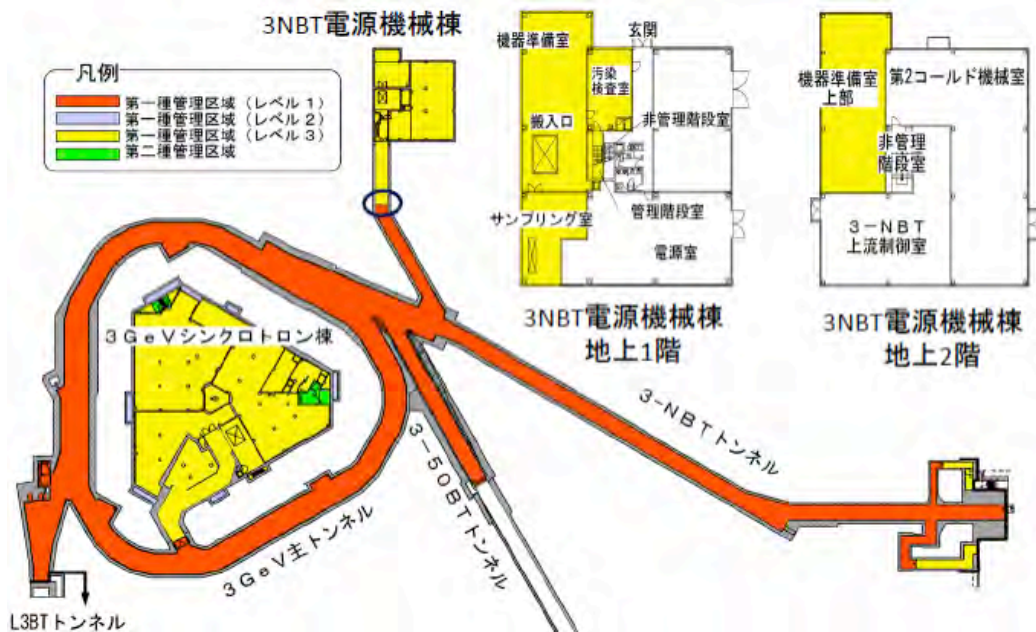 3NBT電源機械棟
凡例
第一種管理区域（レベル1）
第一種管理区域（レベル2）
第一種管理区域（レベル3）
第二種管理区域
機器準備室
玄関
汚染
検査室
搬入口
非管理階段室
サンプリング室
管理階段室
電源室
3NBT電源機械棟
地上1階
機器準備室
上部
第2コールド機械室
非管理
階段室
3－NBT
上流制御室
3NBT電源機械棟
地上2階
3GeVシンクロトロン棟
3-NBTトンネル
3-50BTトンネル
3GeV主トンネル
L3BTトンネル